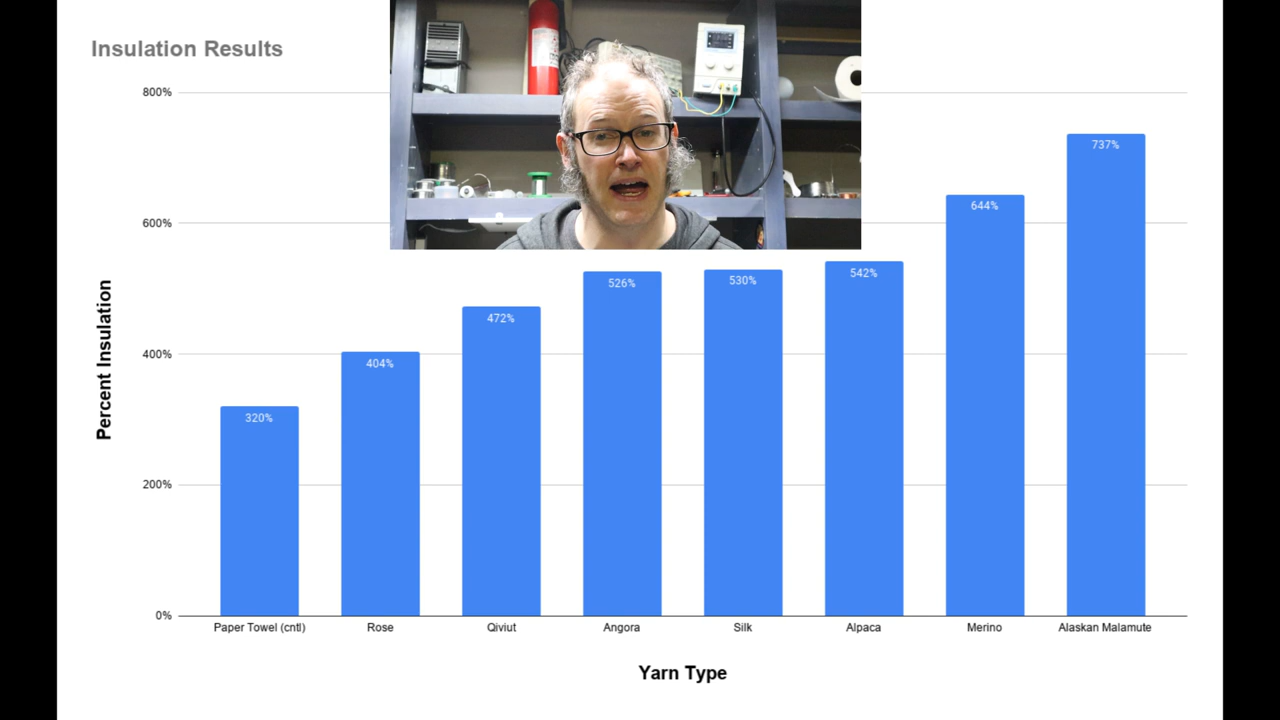 Insulation Results
800%
600%
400%
200%
0%
Percent Insulation
320%
404%
472%
526%
530%
542%
644%
737%
Paper Towel (cntl)
Rose
Qiviut
Angora
Silk
Alpaca
Merino
Alaskan Malamute
Yarn Type